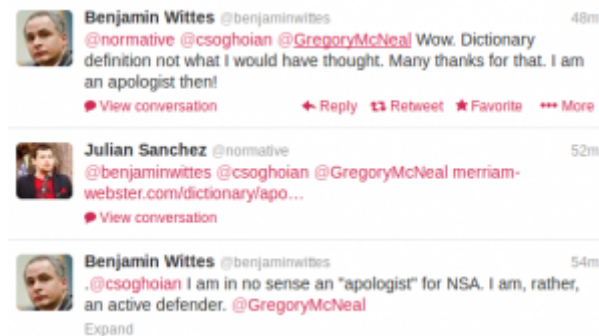 Benjamin Wittes @benjaminwittes 48m
@normative @csoghoian @GregoryMcNeal Wow. Dictionary
definition not what I would have thought. Many thanks for that. I am
an apologist then!
View conversation Reply Retweet Favorite More
Julian Sanchez @normative 52m
@benjaminwittes @csoghoian @GregoryMcNeal merriam-
webster.com/dictionary/apo…
View conversation
Benjamin Wittes @benjaminwittes 54m
.@csoghoian I am in no sense an "apologist" for NSA. I am, rather,
an active defender. @GregoryMcNeal
Expand